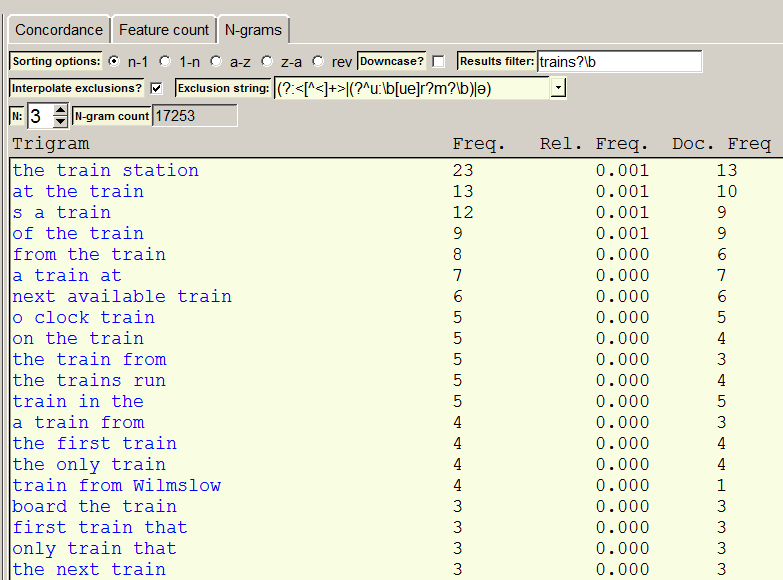 Concordance Feature count N-grams
Sorting options: n-1 1-n a-z z-a rev Downcase? Results filter: trains?\b
Interpolate exclusions? Exclusion string: (?:<[^<]+>|(?^u:\b[ue]r?m?\b)|ə)
N: 3 N-gram count 17253
Trigram Freq. Rel. Freq. Doc. Freq
the train station 23 0.001 13
at the train 13 0.001 10
s a train 12 0.001 9
of the train 9 0.001 9
from the train 8 0.000 6
a train at 7 0.000 7
next available train 6 0.000 6
o clock train 5 0.000 5
on the train 5 0.000 4
the train from 5 0.000 3
the trains run 5 0.000 4
train in the 5 0.000 5
a train from 4 0.000 3
the first train 4 0.000 4
the only train 4 0.000 4
train from Wilmslow 4 0.000 1
board the train 3 0.000 3
first train that 3 0.000 3
only train that 3 0.000 3
the next train 3 0.000 3